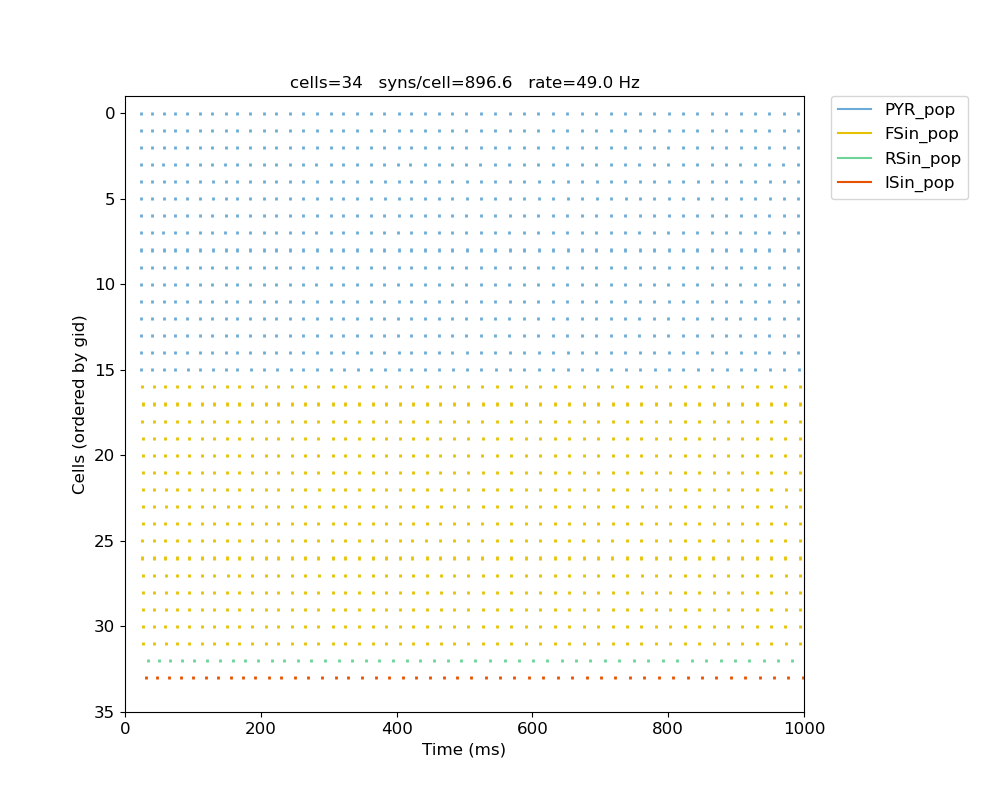 cells=34   syns/cell=896.6   rate=49.0 Hz
PYR_pop
FSin_pop
RSin_pop
ISin_pop
Cells (ordered by gid)
0
5
10
15
20
25
30
35
0 200 400 600 800 1000
Time (ms)